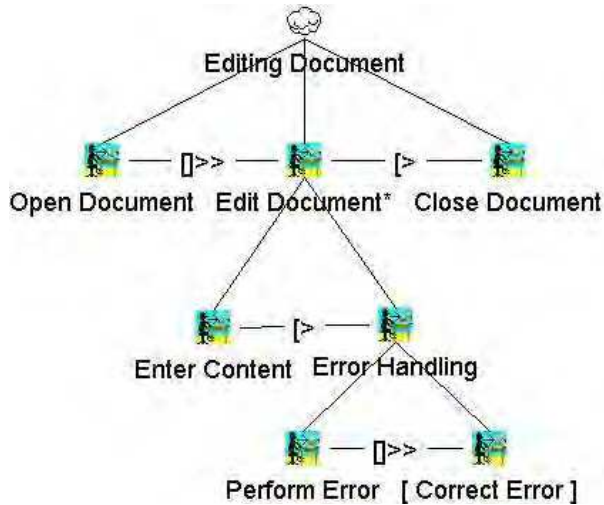 Editing Document
[]>>
[>
Open Document Edit Document* Close Document
[>
Enter Content Error Handling
[]>>
Perform Error [ Correct Error ]